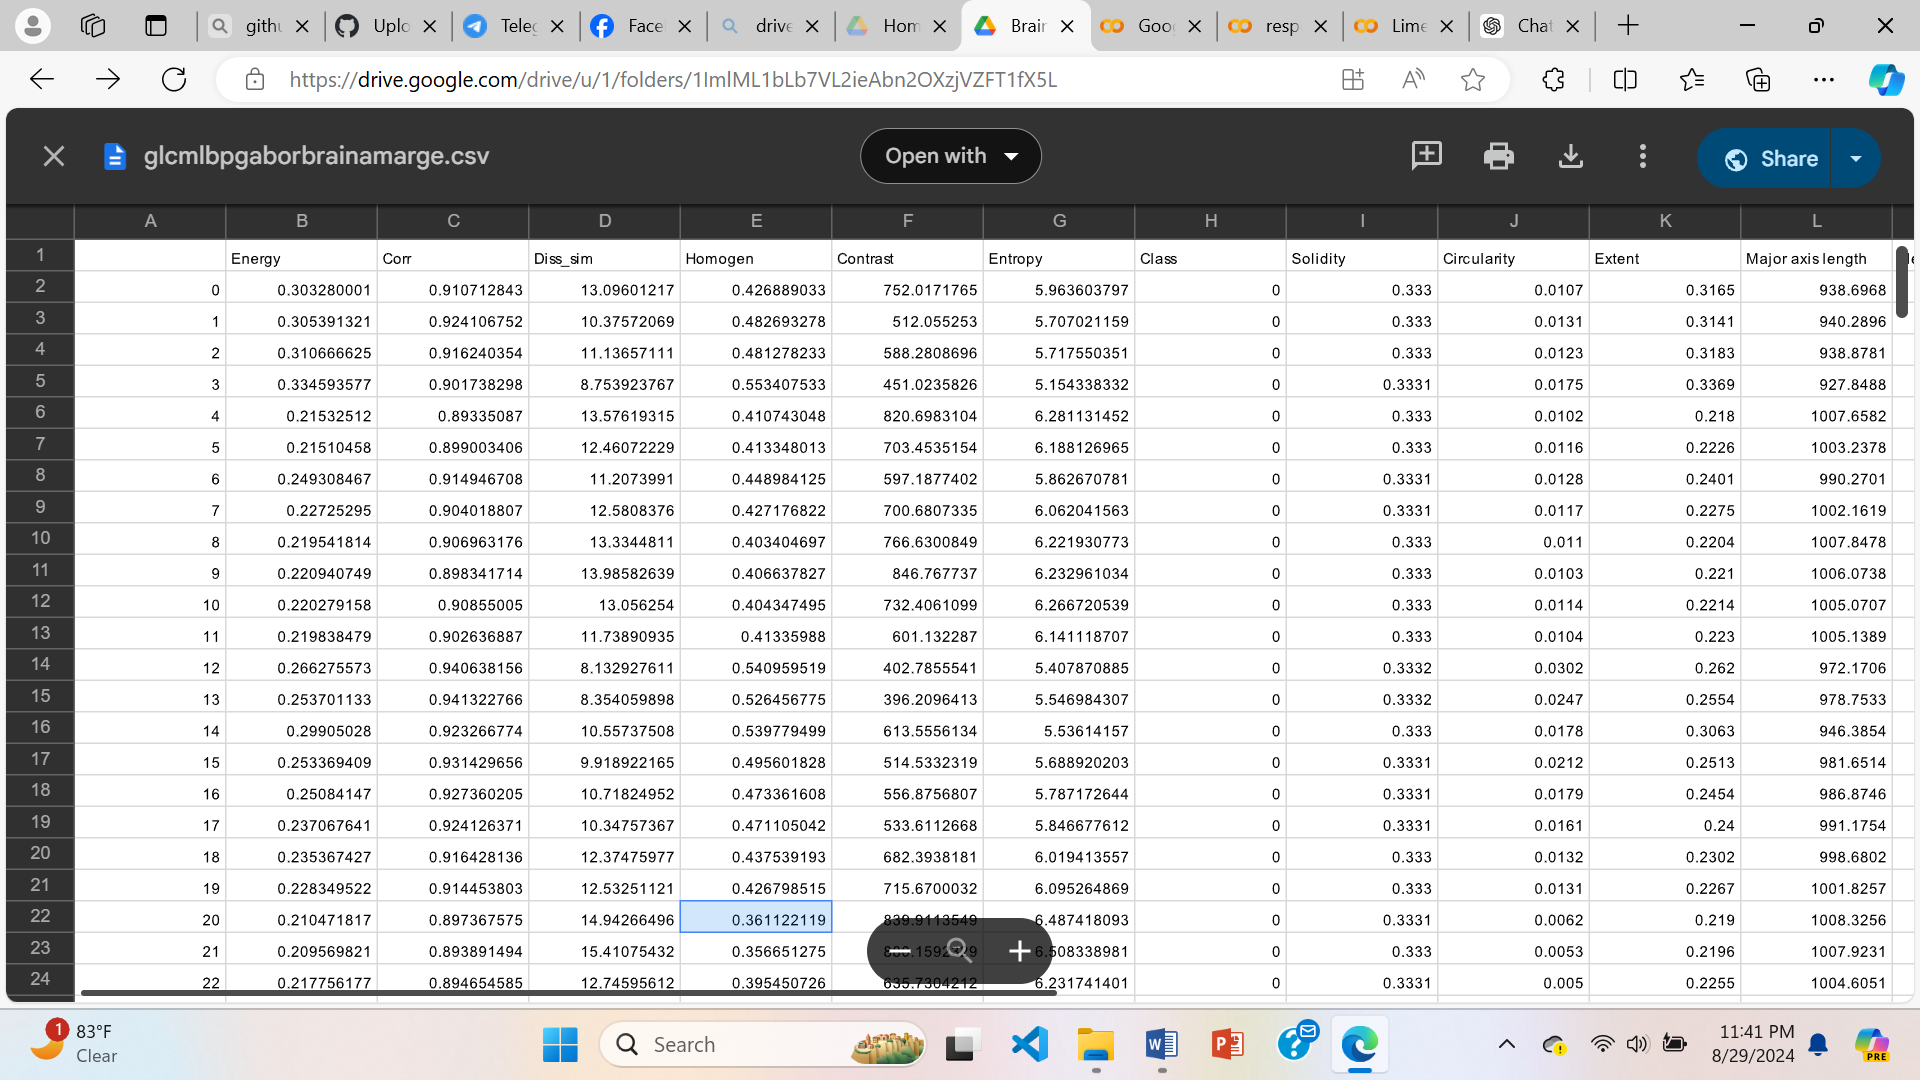 githu
Uplo
Teleg
Face
drive
Hom
Brain
Goo
resp
Lime
Chat
https://drive.google.com/drive/u/1/folders/1ImlML1bLb7VL2ieAbn2OXzjVZFT1fX5L
glcmlbpgaborbrainamarge.csv
Open with
Share
A B C D E F G H I J K L
1 Energy Corr Diss_sim Homogen Contrast Entropy Class Solidity Circularity Extent Major axis length
2 0 0.303280001 0.910712843 13.09601217 0.426889033 752.0171765 5.963603797 0 0.333 0.0107 0.3165 938.6968
3 1 0.305391321 0.924106752 10.37572069 0.482693278 512.055253 5.707021159 0 0.333 0.0131 0.3141 940.2896
4 2 0.310666625 0.916240354 11.13657111 0.481278233 588.2808696 5.717550351 0 0.333 0.0123 0.3183 938.8781
5 3 0.334593577 0.901738298 8.753923767 0.553407533 451.0235826 5.154338332 0 0.3331 0.0175 0.3369 927.8488
6 4 0.21532512 0.89335087 13.57619315 0.410743048 820.6983104 6.281131452 0 0.333 0.0102 0.218 1007.6582
7 5 0.21510458 0.899003406 12.46072229 0.413348013 703.4535154 6.188126965 0 0.333 0.0116 0.2226 1003.2378
8 6 0.249308467 0.914946708 11.2073991 0.448984125 597.1877402 5.862670781 0 0.3331 0.0128 0.2401 990.2701
9 7 0.22725295 0.904018807 12.5808376 0.427176822 700.6807335 6.062041563 0 0.3331 0.0117 0.2275 1002.1619
10 8 0.219541814 0.906963176 13.3344811 0.403404697 766.6300849 6.221930773 0 0.333 0.011 0.2204 1007.8478
11 9 0.220940749 0.898341714 13.98582639 0.406637827 846.767737 6.232961034 0 0.333 0.0103 0.221 1006.0738
12 10 0.220279158 0.90855005 13.056254 0.404347495 732.4061099 6.266720539 0 0.333 0.0114 0.2214 1005.0707
13 11 0.219838479 0.902636887 11.73890935 0.41335988 601.132287 6.141118707 0 0.333 0.0104 0.223 1005.1389
14 12 0.266275573 0.940638156 8.132927611 0.540959519 402.7855541 5.407870885 0 0.3332 0.0302 0.262 972.1706
15 13 0.253701133 0.941322766 8.354059898 0.526456775 396.2096413 5.546984307 0 0.3332 0.0247 0.2554 978.7533
16 14 0.29905028 0.923266774 10.55737508 0.539779499 613.5556134 5.53614157 0 0.333 0.0178 0.3063 946.3854
17 15 0.253369409 0.931429656 9.918922165 0.495601828 514.5332319 5.688920203 0 0.3331 0.0212 0.2513 981.6514
18 16 0.25084147 0.927360205 10.71824952 0.473361608 556.8756807 5.787172644 0 0.3331 0.0179 0.2454 986.8746
19 17 0.237067641 0.924126371 10.34757367 0.471105042 533.6112668 5.846677612 0 0.3331 0.0161 0.24 991.1754
20 18 0.235367427 0.916428136 12.37475977 0.437539193 682.3938181 6.019413557 0 0.333 0.0132 0.2302 998.6802
21 19 0.228349522 0.914453803 12.53251121 0.426798515 715.6700032 6.095264869 0 0.333 0.0131 0.2267 1001.8257
22 20 0.210471817 0.897367575 14.94266496 0.361122119 839.9113549 6.487418093 0 0.3331 0.0062 0.219 1008.3256
23 21 0.209569821 0.893891494 15.41075432 0.356651275 6.508338981 0 0.333 0.0053 0.2196 1007.9231
24 22 0.217756177 0.894654585 12.74595612 0.395450726 635.7304212 6.231741401 0 0.3331 0.005 0.2255 1004.6051
1
83°F
Clear
Search
PRE
11:41 PM
8/29/2024